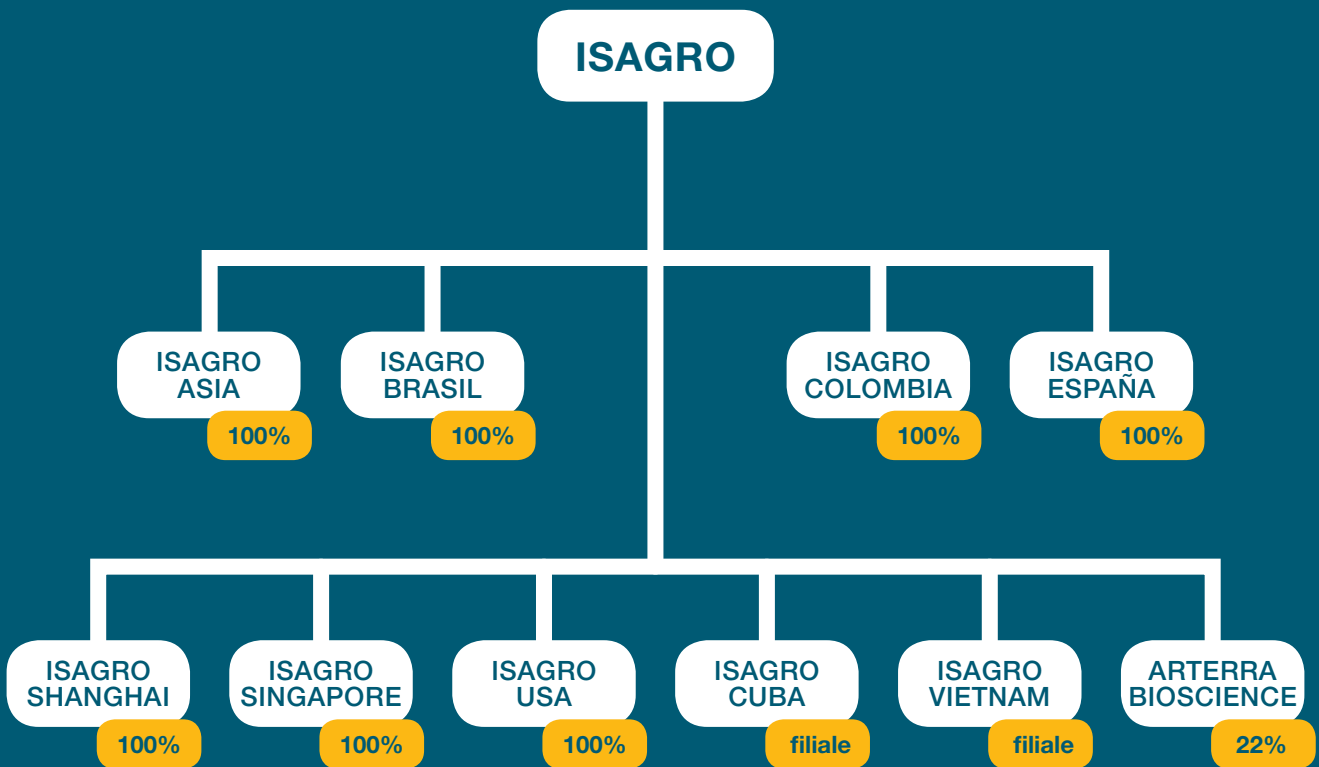 ISAGRO
ISAGRO
ASIA
100%
ISAGRO
BRASIL
100%
ISAGRO
COLOMBIA
100%
ISAGRO
ESPAÑA
100%
ISAGRO
SHANGHAI
100%
ISAGRO
SINGAPORE
100%
ISAGRO
USA
100%
ISAGRO
CUBA
filiale
ISAGRO
VIETNAM
filiale
ARTERRA
BIOSCIENCE
22%